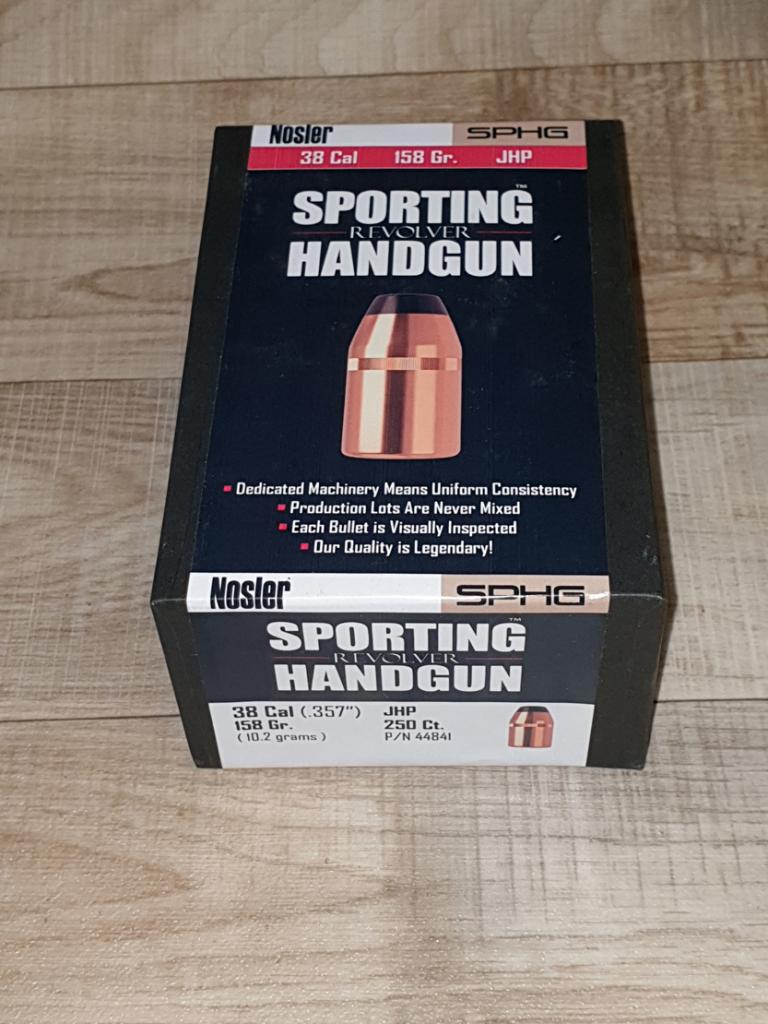 Nosler SPHG
38 Cal 158 Gr. JHP
SPORTING™
REVOLVER
HANDGUN
▪ Dedicated Machinery Means Uniform Consistency
▪ Production Lots Are Never Mixed
▪ Each Bullet is Visually Inspected
▪ Our Quality is Legendary!
Nosler SPHG
SPORTING™
REVOLVER
HANDGUN
38 Cal (.357") JHP
158 Gr. 250 Ct.
(10.2 grams) P/N 44841